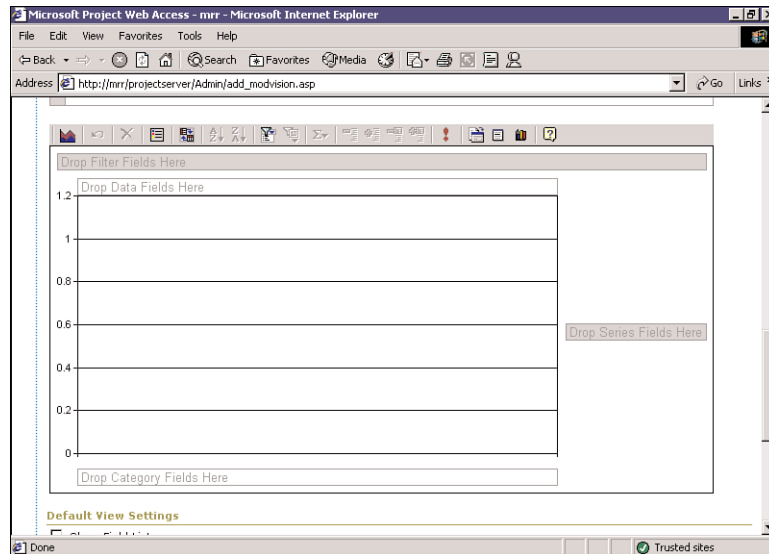 Microsoft Project Web Access - mrr - Microsoft Internet Explorer
File Edit View Favorites Tools Help
Back Search Favorites Media
Address http://mrr/projectserver/Admin/add_modvision.asp Go Links
Drop Filter Fields Here
Drop Data Fields Here
1.2
1
0.8
0.6
Drop Series Fields Here
0.4
0.2
0
Drop Category Fields Here
Default View Settings
Done Trusted sites